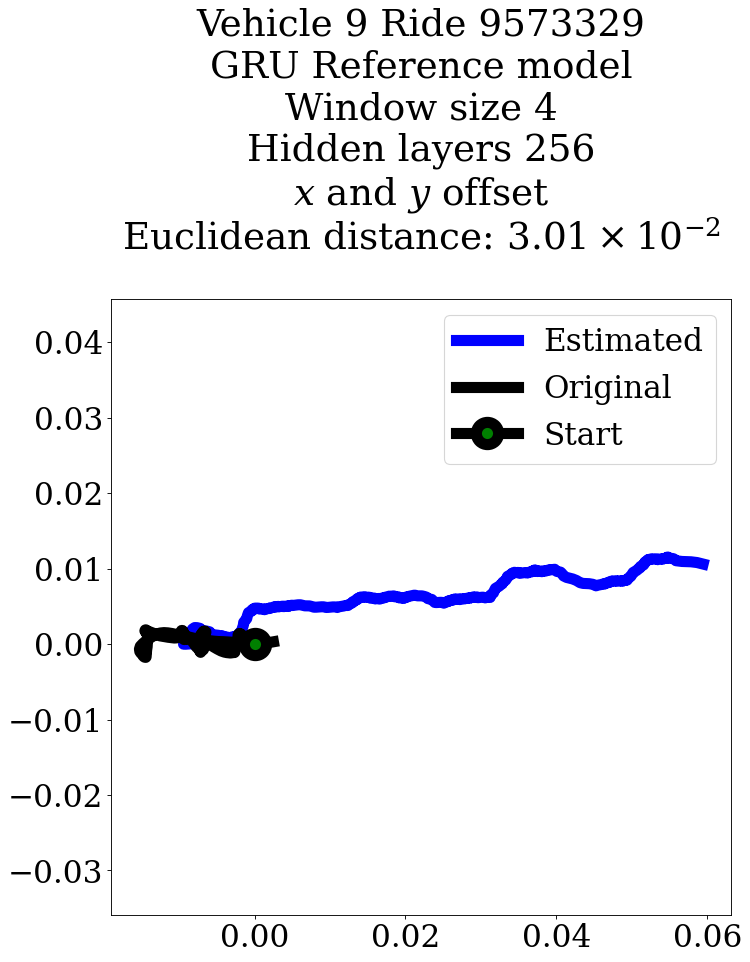 Vehicle 9 Ride 9573329
GRU Reference model
Window size 4
Hidden layers 256
x and y offset
Euclidean distance: 3.01 × 10⁻²
Estimated
Original
Start
0.04
0.03
0.02
0.01
0.00
−0.01
−0.02
−0.03
0.00 0.02 0.04 0.06